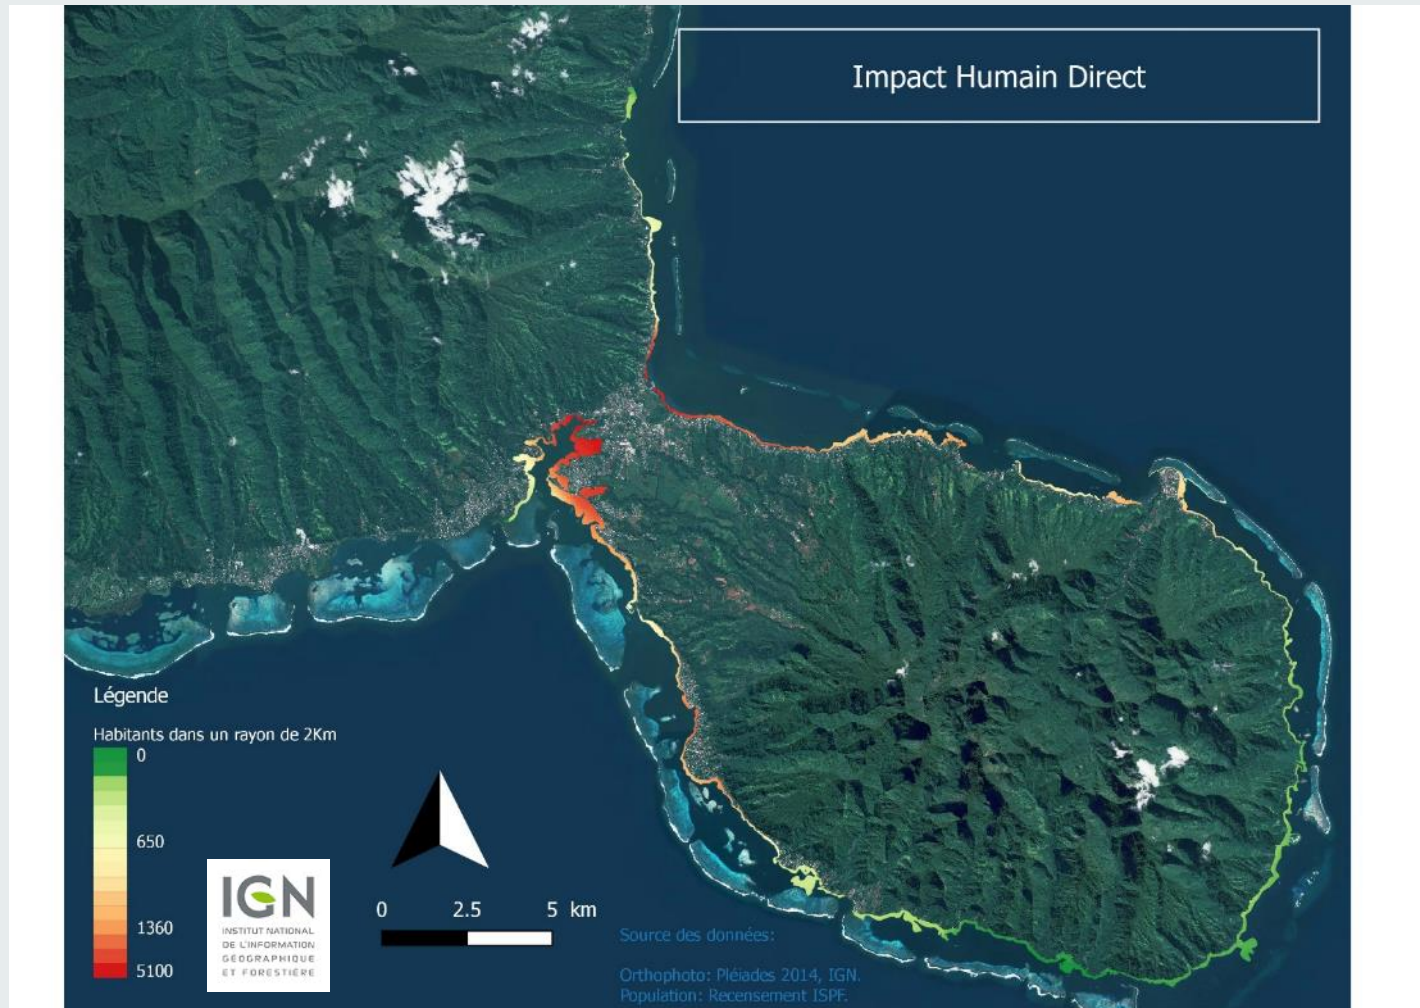 Impact Humain Direct
Légende
Habitants dans un rayon de 2Km
0
650
1360
5100
IGN
INSTITUT NATIONAL
DE L'INFORMATION
GÉOGRAPHIQUE
ET FORESTIÈRE
0 2.5 5 km
Source des données:
Orthophoto: Pléiades 2014, IGN.
Population: Recensement ISPF.